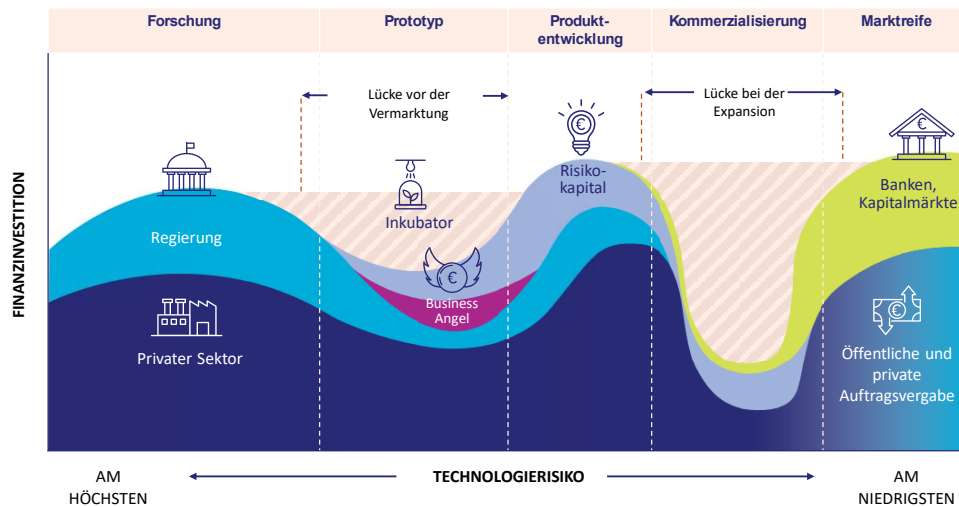 Forschung
Prototyp
Produkt-
entwicklung
Kommerzialisierung
Marktreife
Lücke vor der
Vermarktung
Lücke bei der
Expansion
FINANZINVESTITION
Regierung
Inkubator
Risiko-
kapital
Banken,
Kapitalmärkte
€
€
€
Business
Angel
€
Privater Sektor
Öffentliche und
private
Auftragsvergabe
AM
HÖCHSTEN
TECHNOLOGIERISIKO
AM
NIEDRIGSTEN